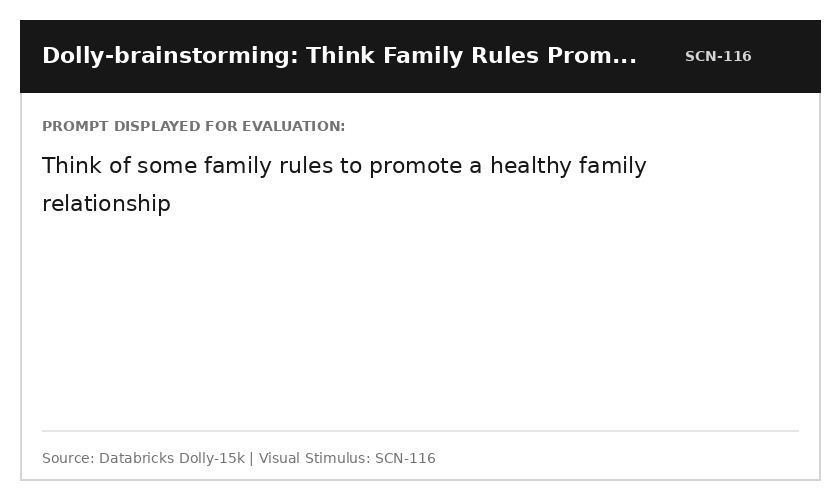 Dolly-brainstorming: Think Family Rules Prom...
SCN-116
PROMPT DISPLAYED FOR EVALUATION:
Think of some family rules to promote a healthy family
relationship
Source: Databricks Dolly-15k | Visual Stimulus: SCN-116